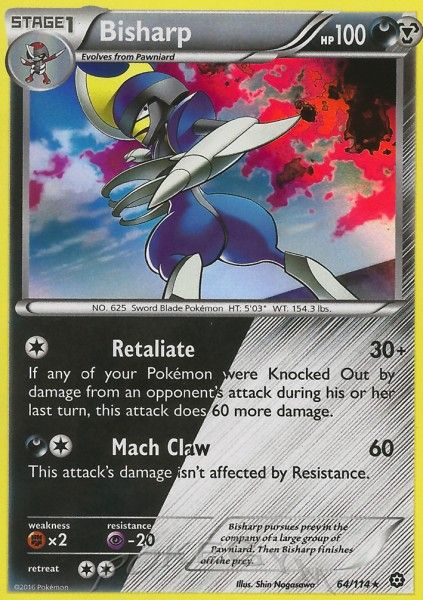 STAGE1 Bisharp HP100
Evolves from Pawniard
NO. 625 Sword Blade Pokémon HT: 5'03" WT: 154.3 lbs.
Retaliate 30+
If any of your Pokémon were Knocked Out by
damage from an opponent's attack during his or her
last turn, this attack does 60 more damage.
Mach Claw 60
This attack's damage isn't affected by Resistance.
weakness resistance
×2 -20
retreat
Bisharp pursues prey in the
company of a large group of
Pawniard. Then Bisharp finishes
off the prey.
©2016 Pokémon Illus. Shin Nagasawa 64/114★